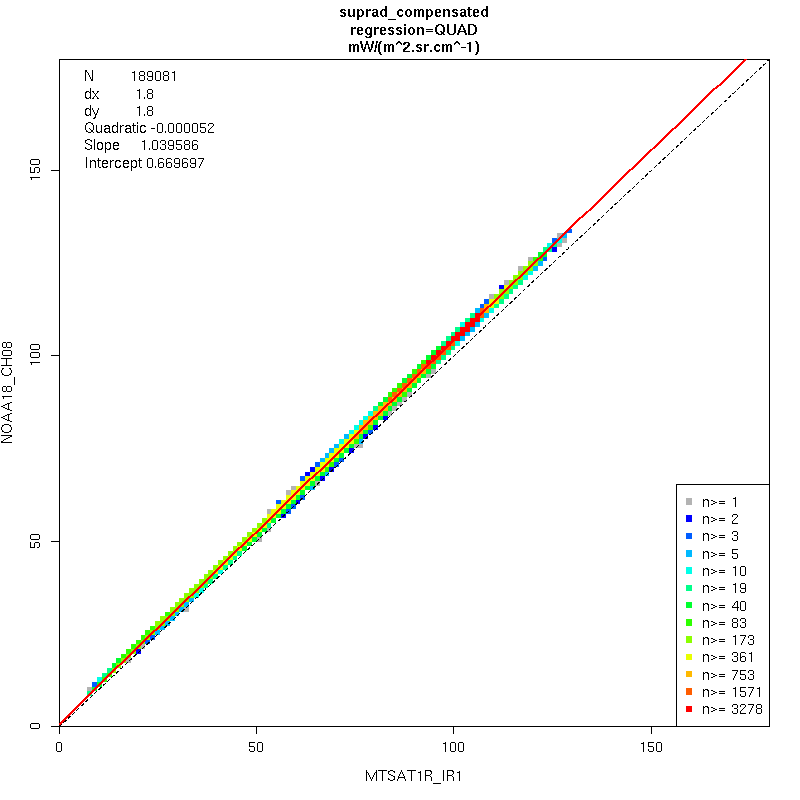 suprad_compensated
regression=QUAD
mW/(m^2.sr.cm^-1)
N 189081
dx 1.8
dy 1.8
Quadratic -0.000052
Slope 1.039586
Intercept 0.669697
150
100
50
0
NOAA18_CH08
n>= 1
n>= 2
n>= 3
n>= 5
n>= 10
n>= 19
n>= 40
n>= 83
n>= 173
n>= 361
n>= 753
n>= 1571
n>= 3278
0 50 100 150
MTSAT1R_IR1